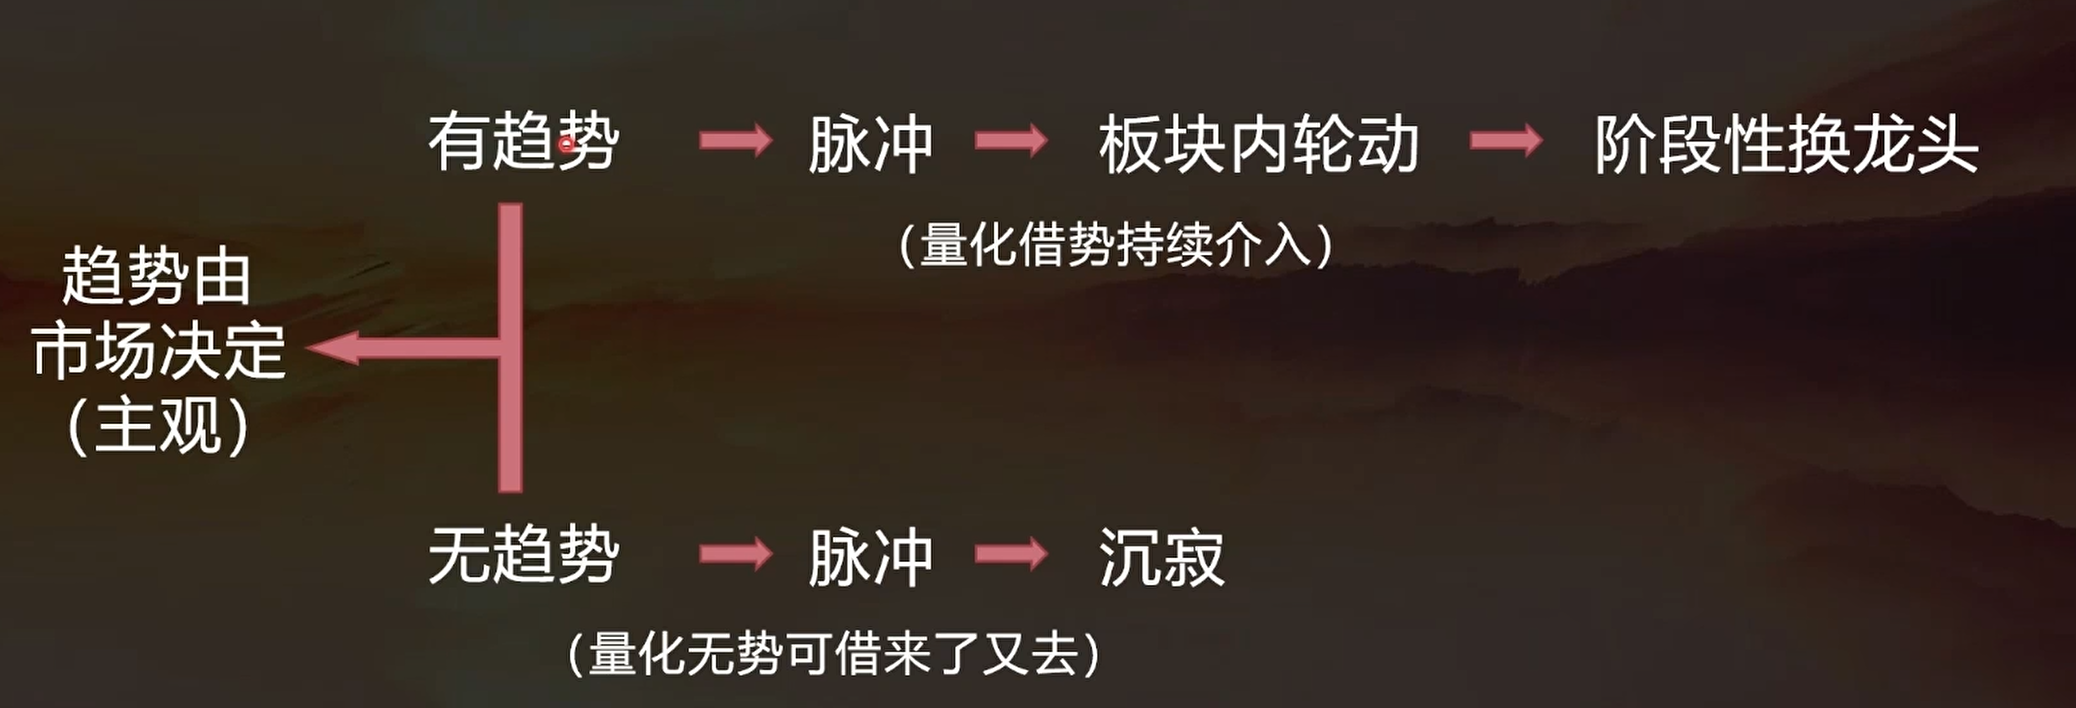 有趋势
脉冲
板块内轮动
阶段性换龙头
（量化借势持续介入）
趋势由
市场决定
（主观）
无趋势
脉冲
沉寂
（量化无势可借来了又去）